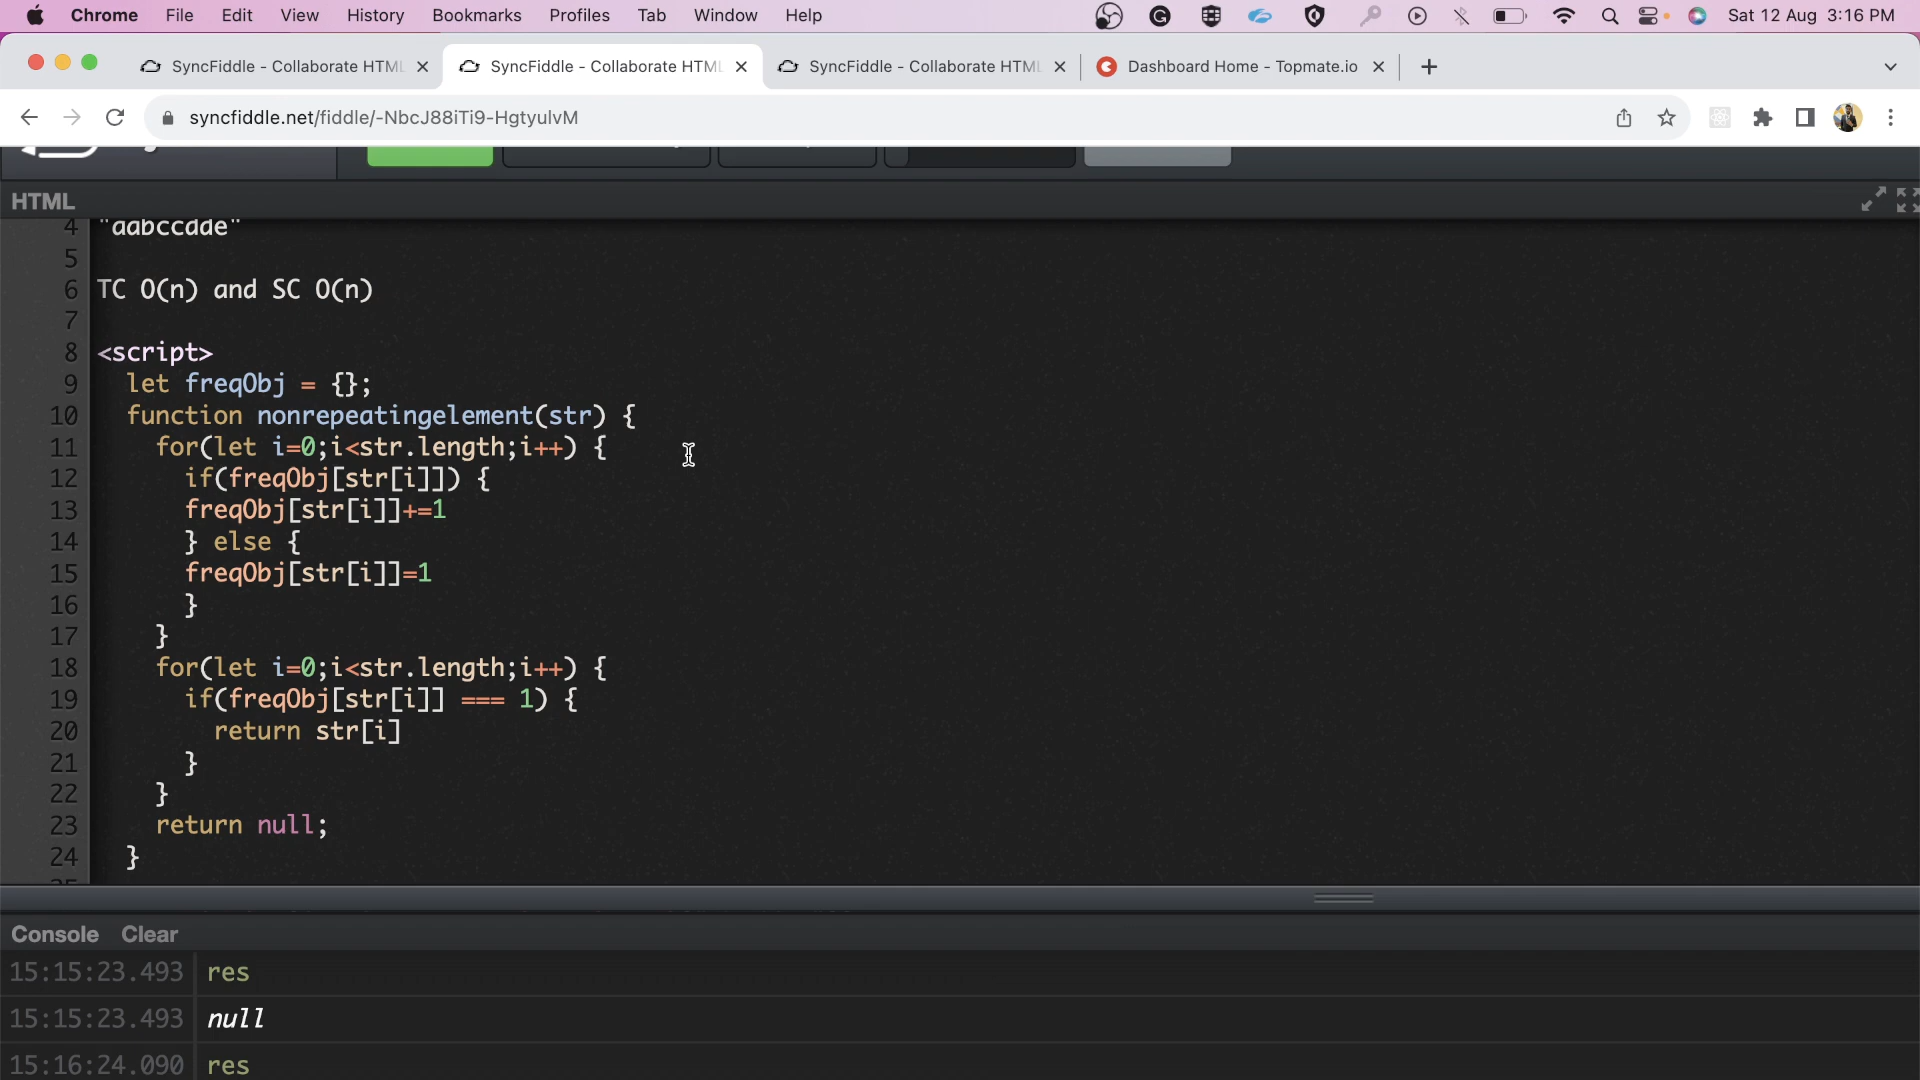 Chrome File Edit View History Bookmarks Profiles Tab Window Help Sat 12 Aug 3:16 PM
SyncFiddle - Collaborate HTML SyncFiddle - Collaborate HTML SyncFiddle - Collaborate HTML Dashboard Home - Topmate.io
syncfiddle.net/fiddle/-NbcJ88iTi9-HgtyulvM
HTML
4 "aabccdde"
5
6 TC O(n) and SC O(n)
7
8 <script>
9 let freqObj = {};
10 function nonrepeatingelement(str) {
11 for(let i=0;i<str.length;i++) {
12 if(freqObj[str[i]]) {
13 freqObj[str[i]]+=1
14 } else {
15 freqObj[str[i]]=1
16 }
17 }
18 for(let i=0;i<str.length;i++) {
19 if(freqObj[str[i]] === 1) {
20 return str[i]
21 }
22 }
23 return null;
24 }
Console Clear
15:15:23.493 res
15:15:23.493 null
15:16:24.090 res